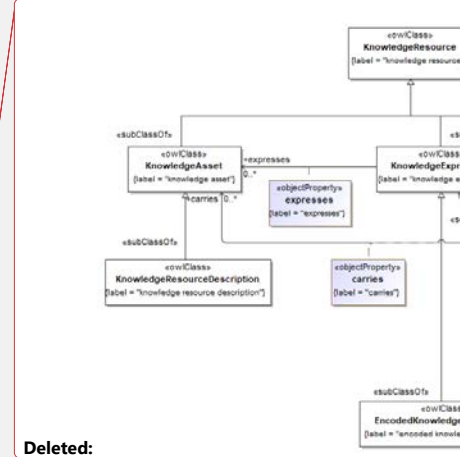 «owlClass»
KnowledgeResource
{label = "knowledge resource
«subClassOf»
«su
«owlClass»
KnowledgeAsset
{label = "knowledge asset"}
+expresses
0..*
«owlClass»
KnowledgeExpr
{label = "knowledge e
«objectProperty»
expresses
{label = "expresses"}
+carries 0..*
«s
«subClassOf»
«owlClass»
KnowledgeResourceDescription
{label = "knowledge resource description"}
«objectProperty»
carries
{label = "carries"}
«subClassOf»
«owlClass
EncodedKnowledge
{label = "encoded knowle
Deleted: